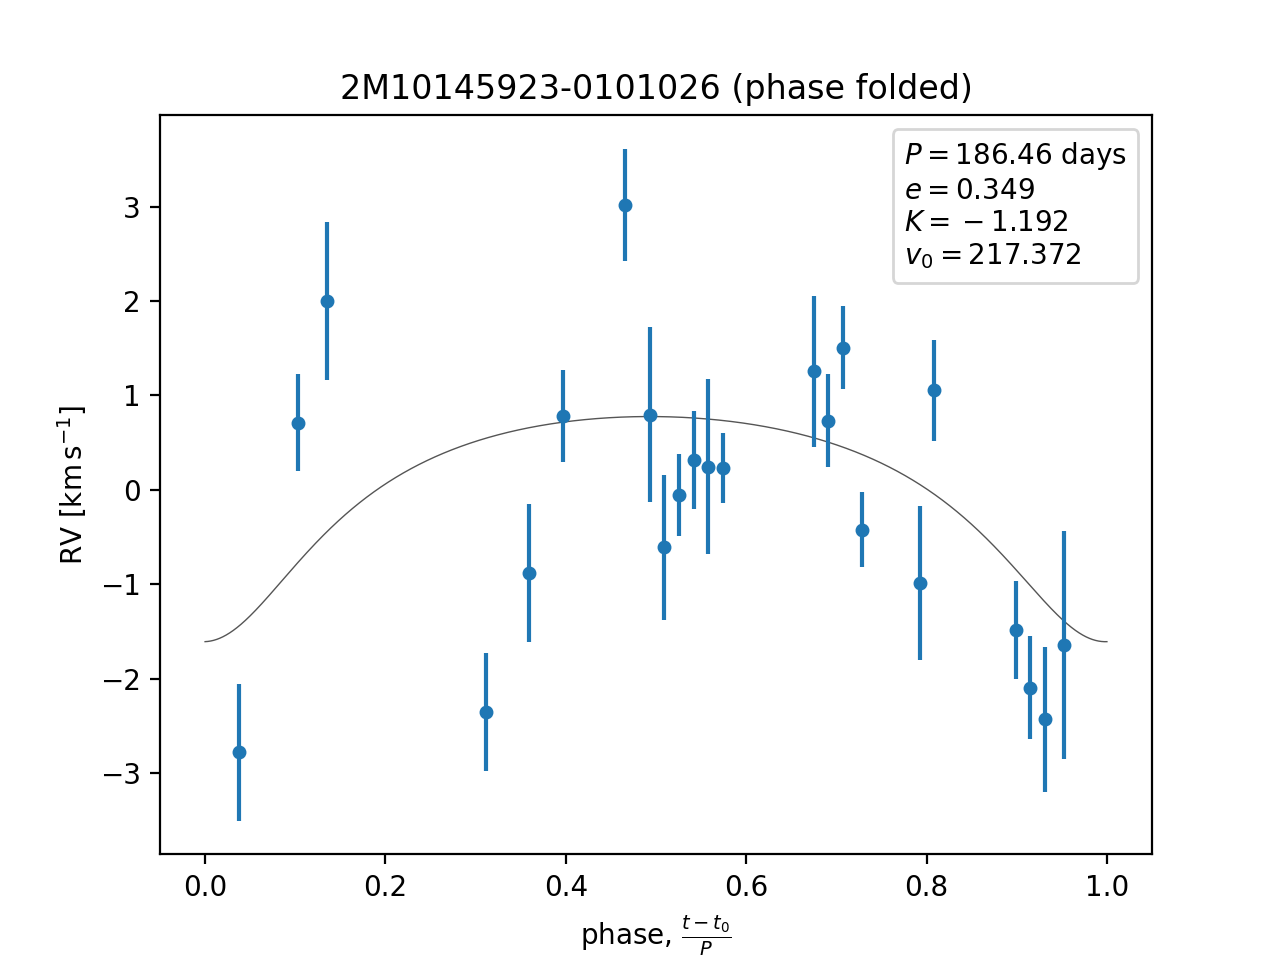 2M10145923-0101026 (phase folded)
P = 186.46 days
e = 0.349
K = −1.192
v₀ = 217.372
3
2
1
0
−1
−2
−3
RV [km s⁻¹]
0.0 0.2 0.4 0.6 0.8 1.0
phase, (t − t₀)/P